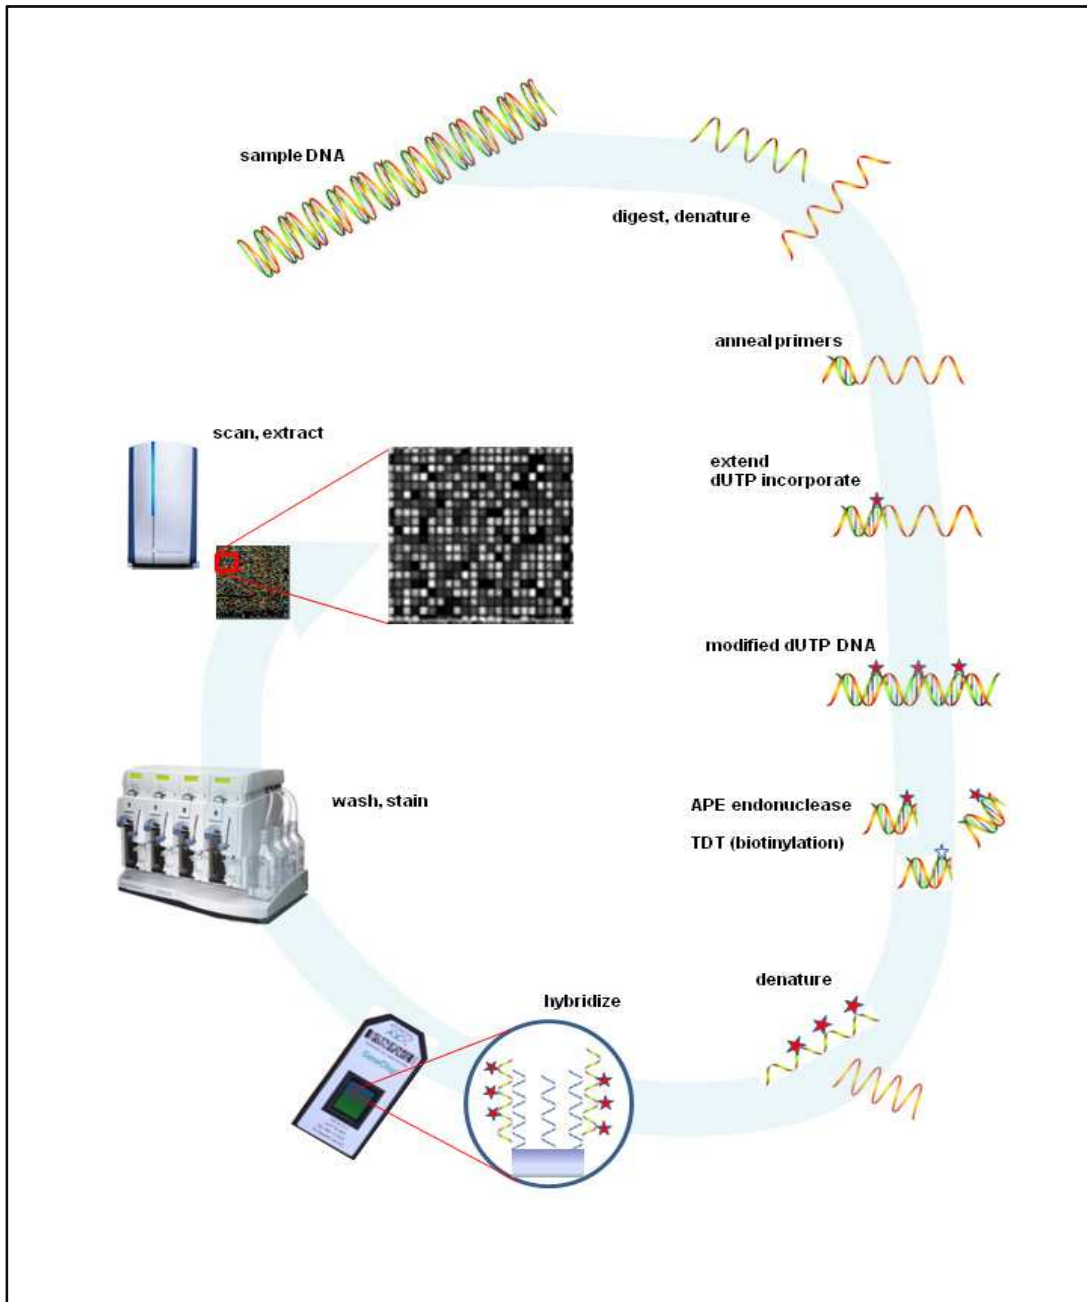 sample DNA
digest, denature
anneal primers
extend
dUTP incorporate
modified dUTP DNA
APE endonuclease
TDT (biotinylation)
denature
hybridize
wash, stain
scan, extract